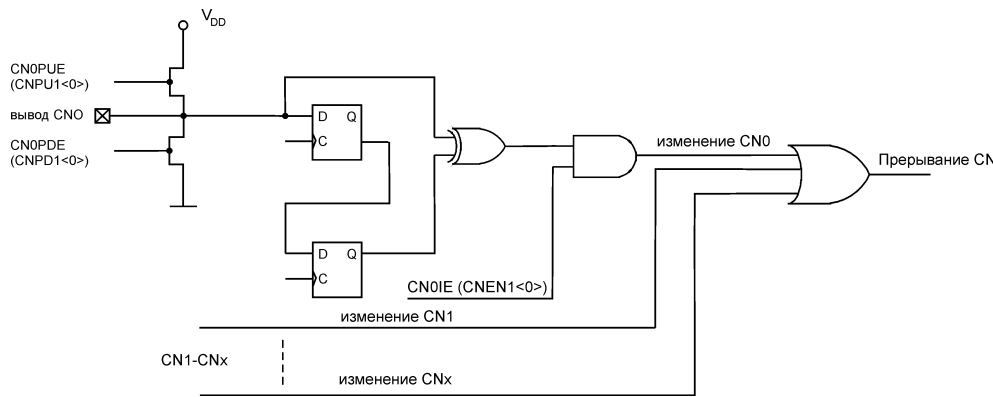 VDD
CN0PUE
(CNPU1<0>)
вывод CNO
CN0PDE
(CNPD1<0>)
D Q
C
изменение CN0
Прерывание CN
D Q
C
CN0IE (CNEN1<0>)
изменение CN1
CN1-CNx
изменение CNx